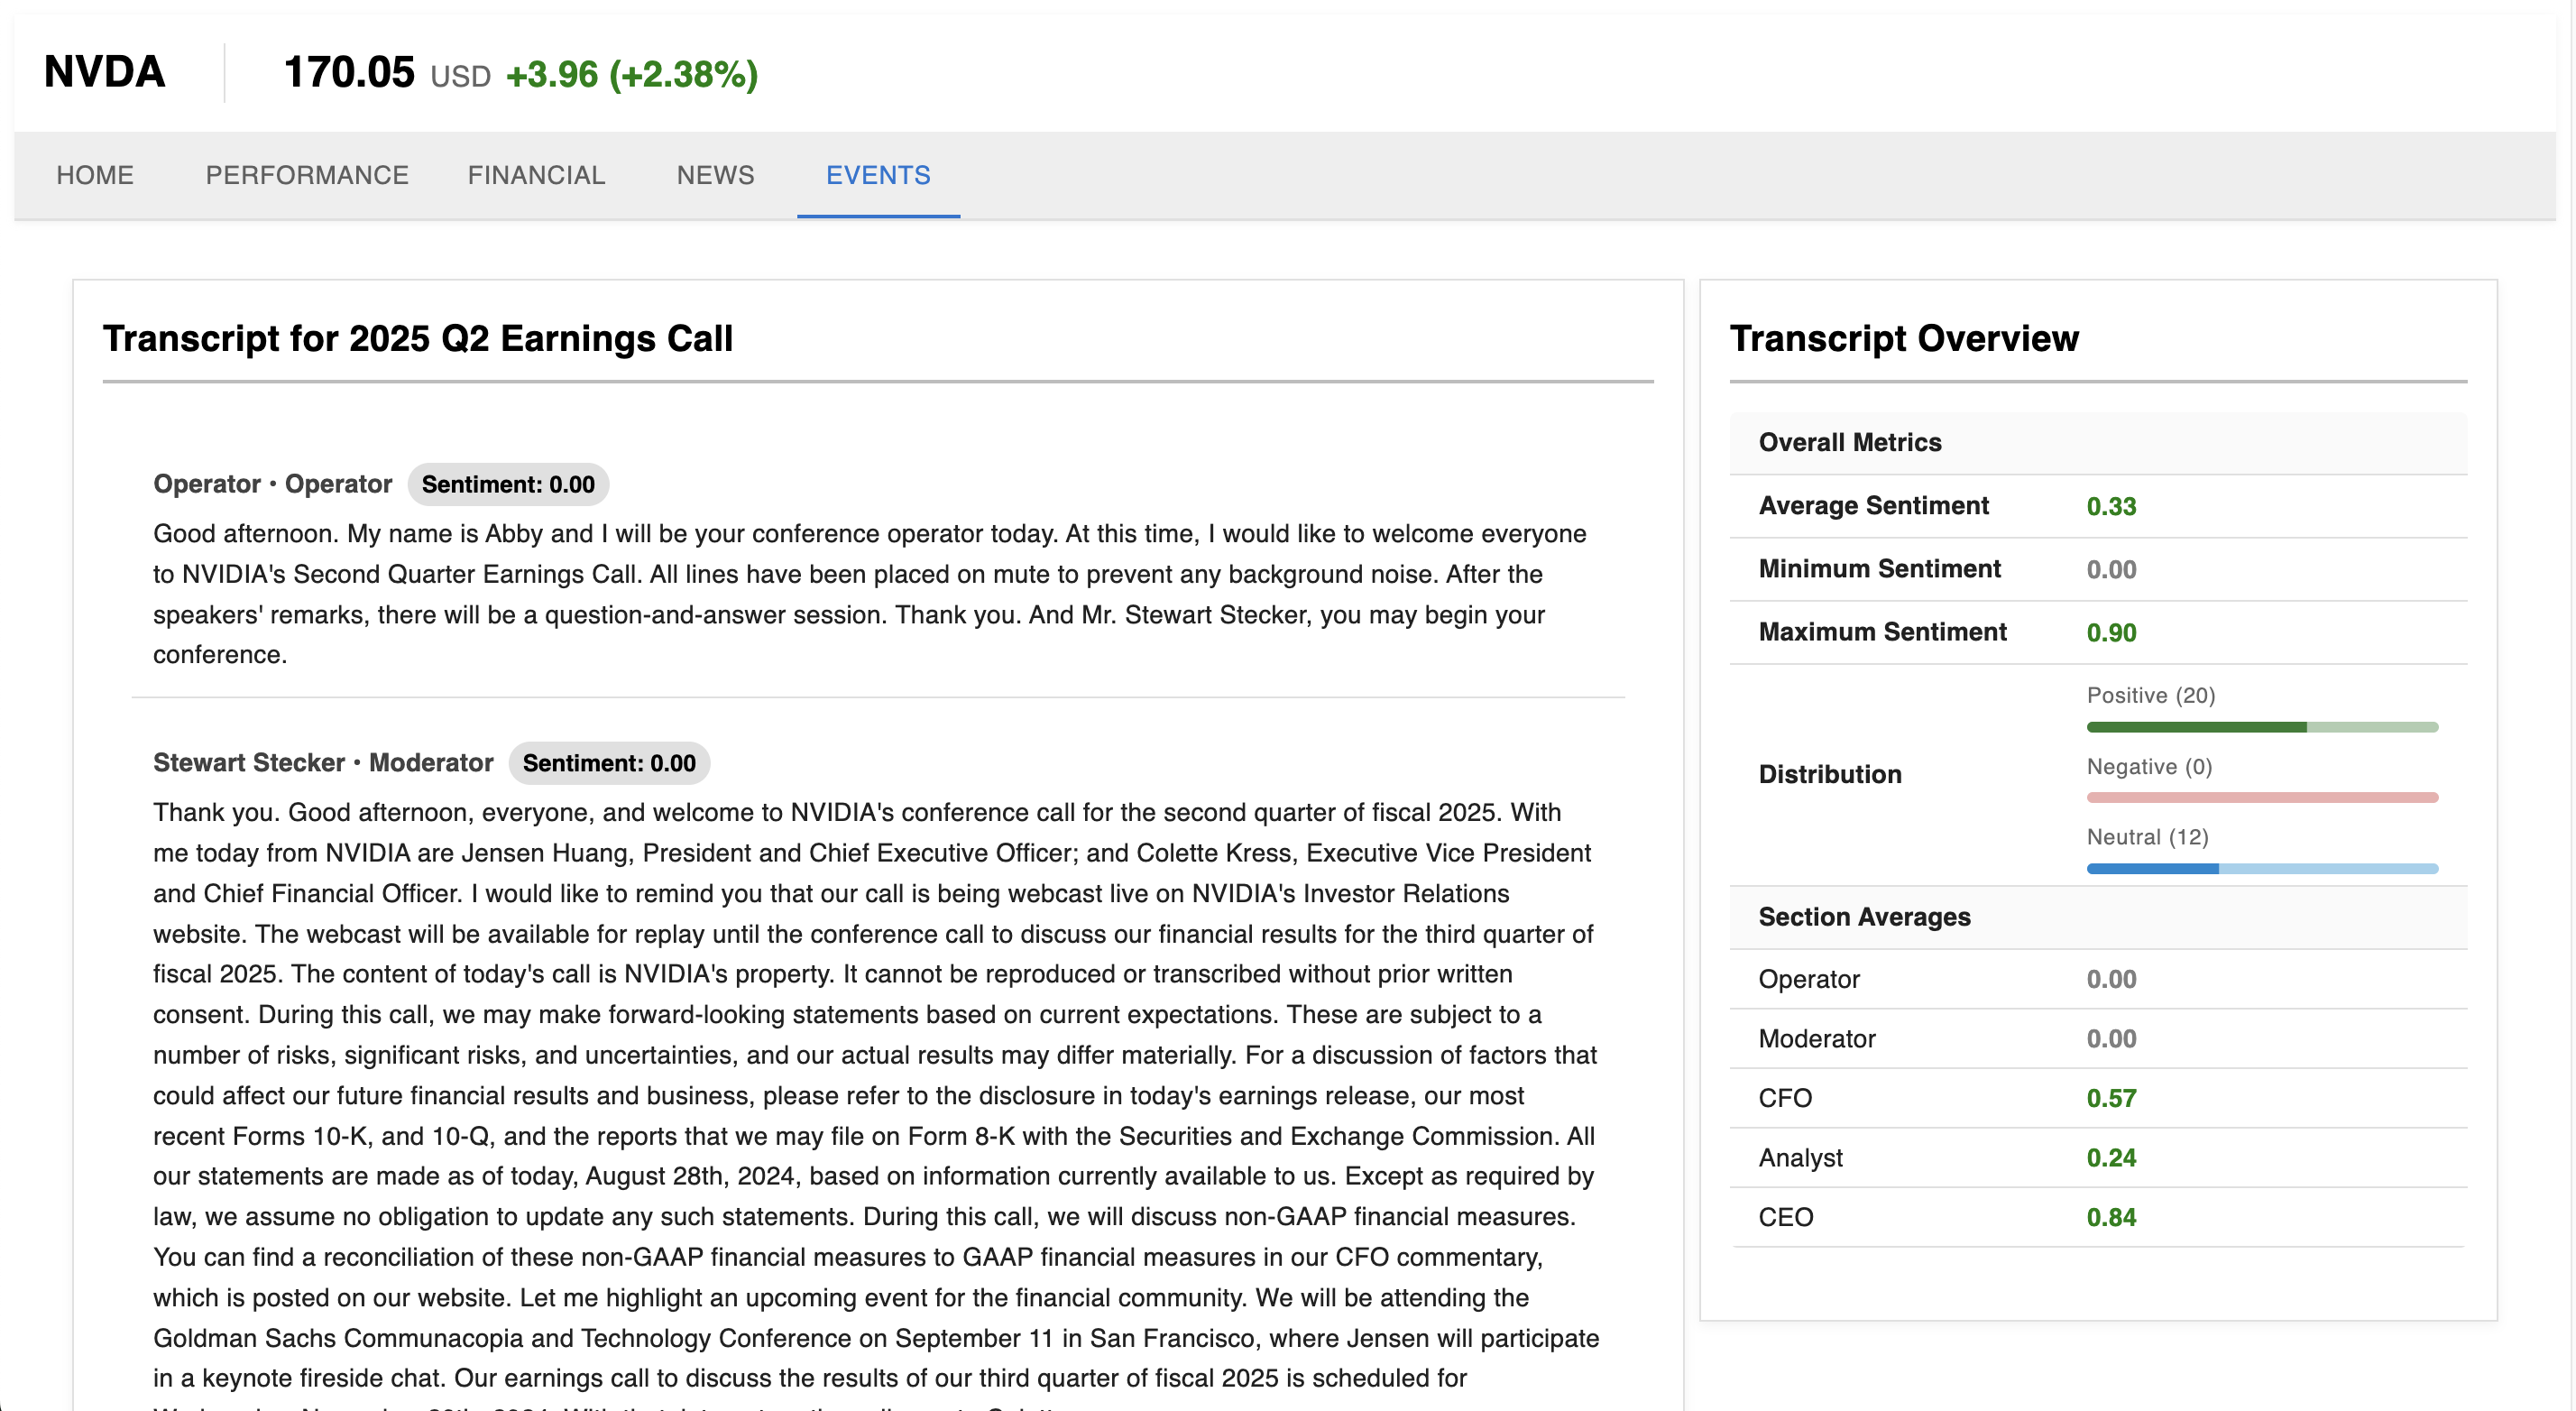 NVDA 170.05 USD +3.96 (+2.38%)
HOME PERFORMANCE FINANCIAL NEWS EVENTS
Transcript for 2025 Q2 Earnings Call
Operator • Operator Sentiment: 0.00
Good afternoon. My name is Abby and I will be your conference operator today. At this time, I would like to welcome everyone
to NVIDIA's Second Quarter Earnings Call. All lines have been placed on mute to prevent any background noise. After the
speakers' remarks, there will be a question-and-answer session. Thank you. And Mr. Stewart Stecker, you may begin your
conference.
Stewart Stecker • Moderator Sentiment: 0.00
Thank you. Good afternoon, everyone, and welcome to NVIDIA's conference call for the second quarter of fiscal 2025. With
me today from NVIDIA are Jensen Huang, President and Chief Executive Officer; and Colette Kress, Executive Vice President
and Chief Financial Officer. I would like to remind you that our call is being webcast live on NVIDIA's Investor Relations
website. The webcast will be available for replay until the conference call to discuss our financial results for the third quarter of
fiscal 2025. The content of today's call is NVIDIA's property. It cannot be reproduced or transcribed without prior written
consent. During this call, we may make forward-looking statements based on current expectations. These are subject to a
number of risks, significant risks, and uncertainties, and our actual results may differ materially. For a discussion of factors that
could affect our future financial results and business, please refer to the disclosure in today's earnings release, our most
recent Forms 10-K, and 10-Q, and the reports that we may file on Form 8-K with the Securities and Exchange Commission. All
our statements are made as of today, August 28th, 2024, based on information currently available to us. Except as required by
law, we assume no obligation to update any such statements. During this call, we will discuss non-GAAP financial measures.
You can find a reconciliation of these non-GAAP financial measures to GAAP financial measures in our CFO commentary,
which is posted on our website. Let me highlight an upcoming event for the financial community. We will be attending the
Goldman Sachs Communacopia and Technology Conference on September 11 in San Francisco, where Jensen will participate
in a keynote fireside chat. Our earnings call to discuss the results of our third quarter of fiscal 2025 is scheduled for
Transcript Overview
Overall Metrics
Average Sentiment 0.33
Minimum Sentiment 0.00
Maximum Sentiment 0.90
Distribution
Positive (20)
Negative (0)
Neutral (12)
Section Averages
Operator 0.00
Moderator 0.00
CFO 0.57
Analyst 0.24
CEO 0.84